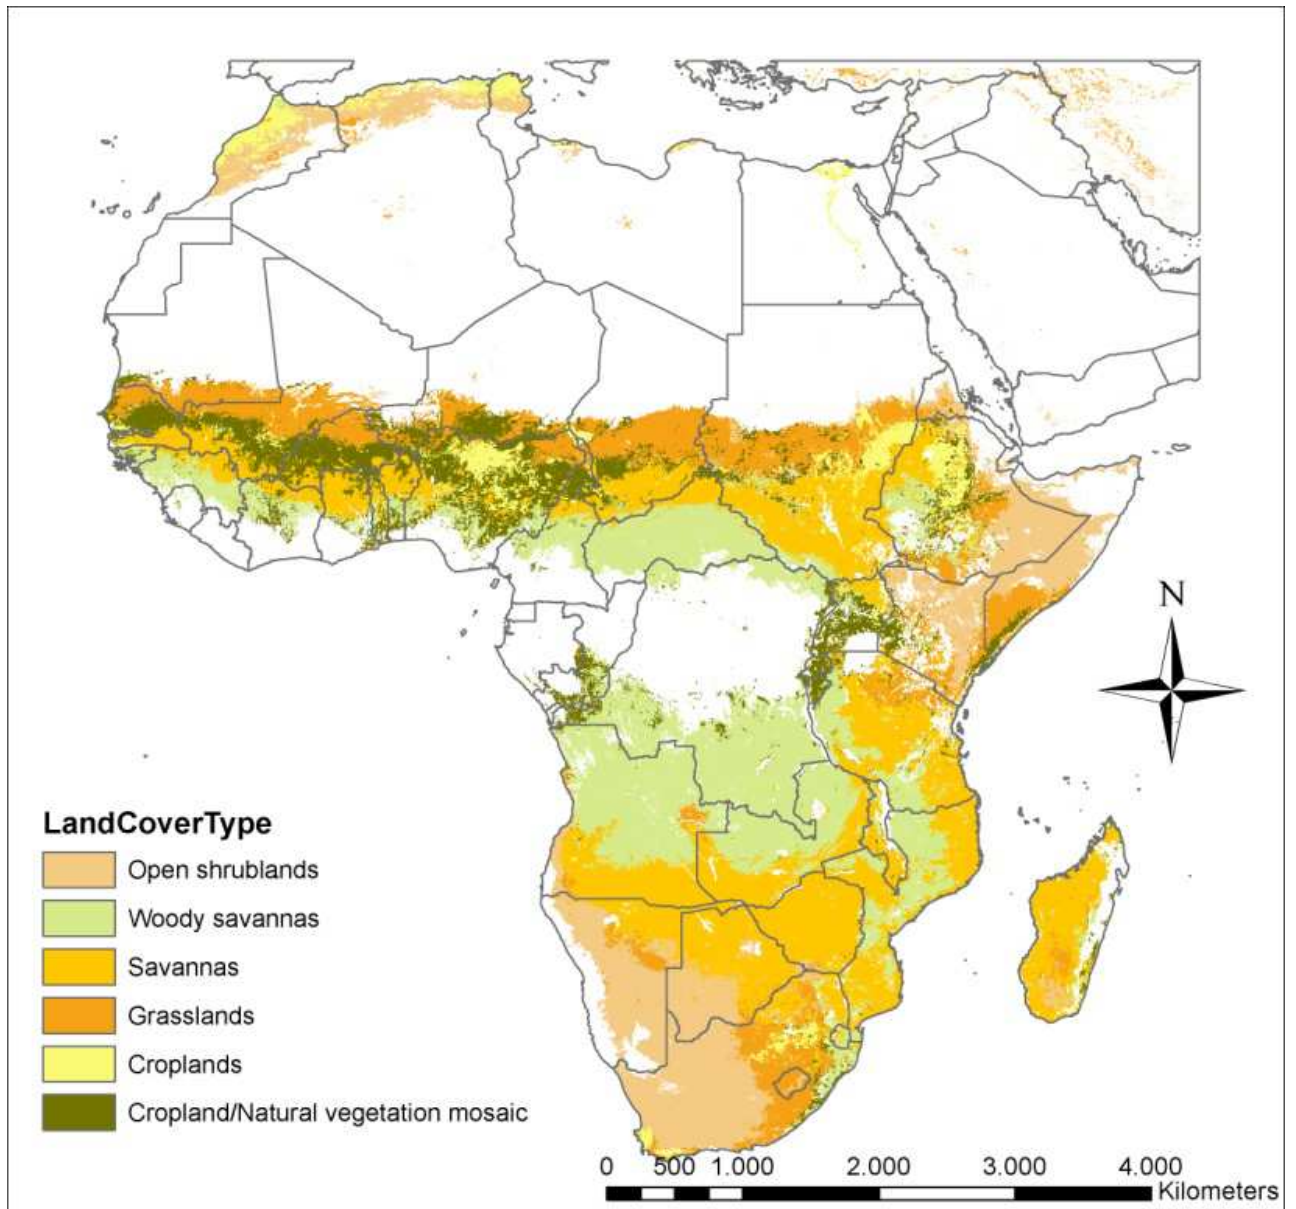 N
LandCoverType
Open shrublands
Woody savannas
Savannas
Grasslands
Croplands
Cropland/Natural vegetation mosaic
0 500 1.000 2.000 3.000 4.000
Kilometers